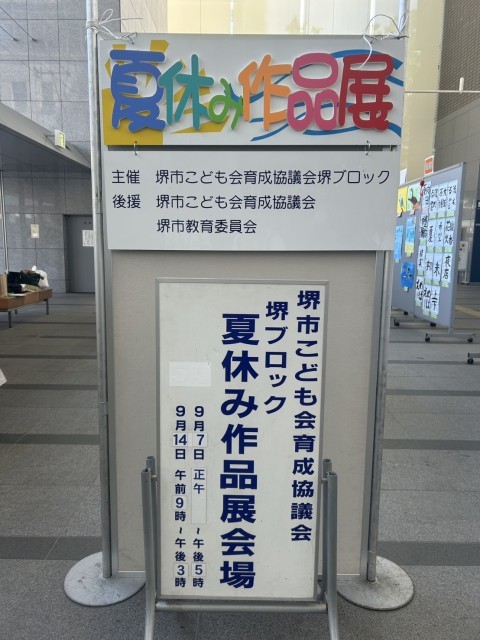 夏休み作品展
主催 堺市こども会育成協議会堺ブロック
後援 堺市こども会育成協議会
堺市教育委員会
堺市こども会育成協議会
堺ブロック
夏休み作品展会場
9月7日 正午 ~午後5時
9月14日 午前9時~午後3時